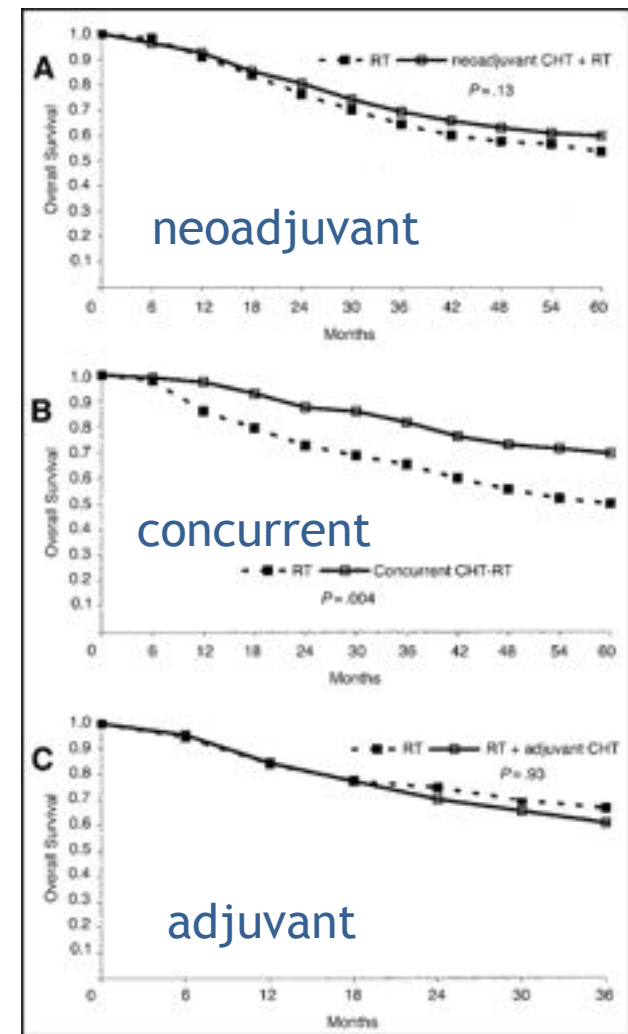 A
RT neoadjuvant CHT + RT
P=.13
Overall Survival
1.0
0.9
0.8
0.7
0.6
0.5
0.4
0.3
0.2
0.1
neoadjuvant
0 6 12 18 24 30 36 42 48 54 60
Months
B
Overall Survival
1.0
0.9
0.8
0.7
0.6
0.5
0.4
0.3
0.2
0.1
concurrent
RT Concurrent CHT-RT
P=.004
0 6 12 18 24 30 36 42 48 54 60
Months
C
RT RT + adjuvant CHT
P=.93
Overall Survival
1.0
0.9
0.8
0.7
0.6
0.5
0.4
0.3
0.2
0.1
adjuvant
0 6 12 18 24 30 36
Months